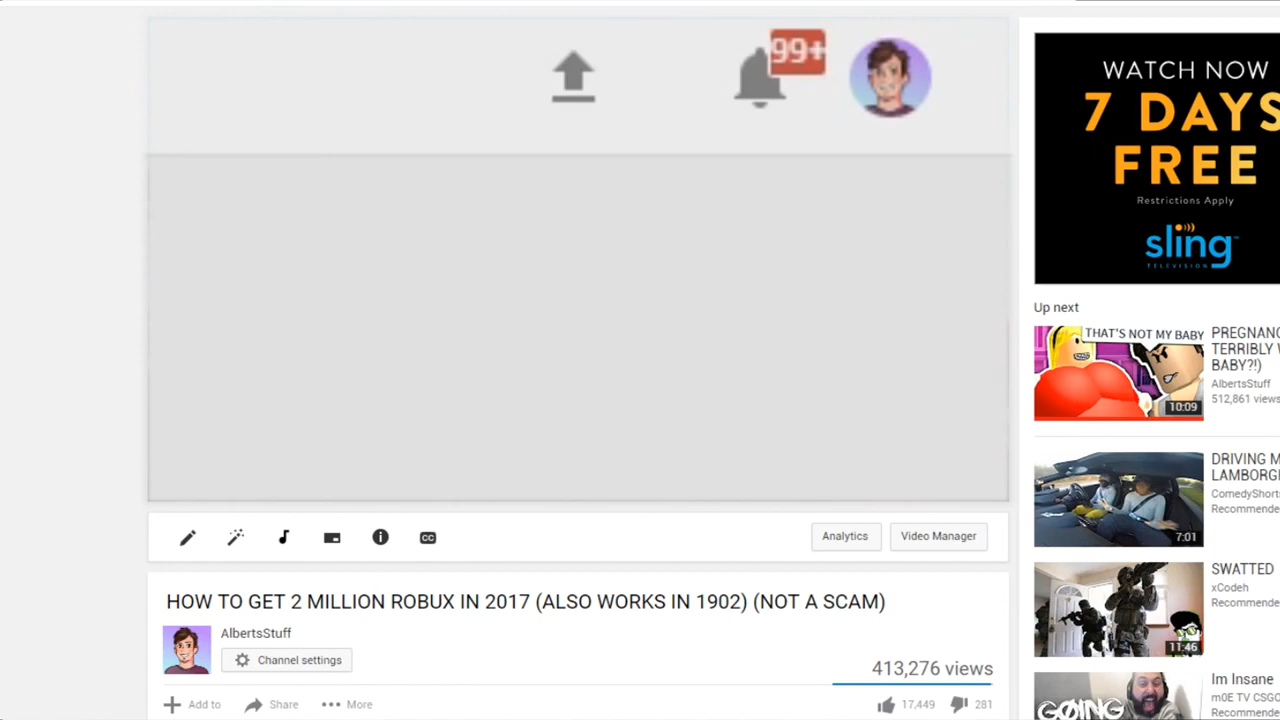 99+
WATCH NOW
7 DAYS
FREE
Restrictions Apply
sling
TELEVISION
Up next
THAT'S NOT MY BABY
10:09
PREGNANC
TERRIBLY W
BABY?!)
AlbertsStuff
512,861 views
7:01
DRIVING M
LAMBORG
ComedyShorts
Recommende
11:46
SWATTED
xCodeh
Recommende
GOING
Im Insane
m0E TV CSGO
Recommende
CC
Analytics
Video Manager
HOW TO GET 2 MILLION ROBUX IN 2017 (ALSO WORKS IN 1902) (NOT A SCAM)
AlbertsStuff
Channel settings
413,276 views
Add to
Share
More
17,449
281